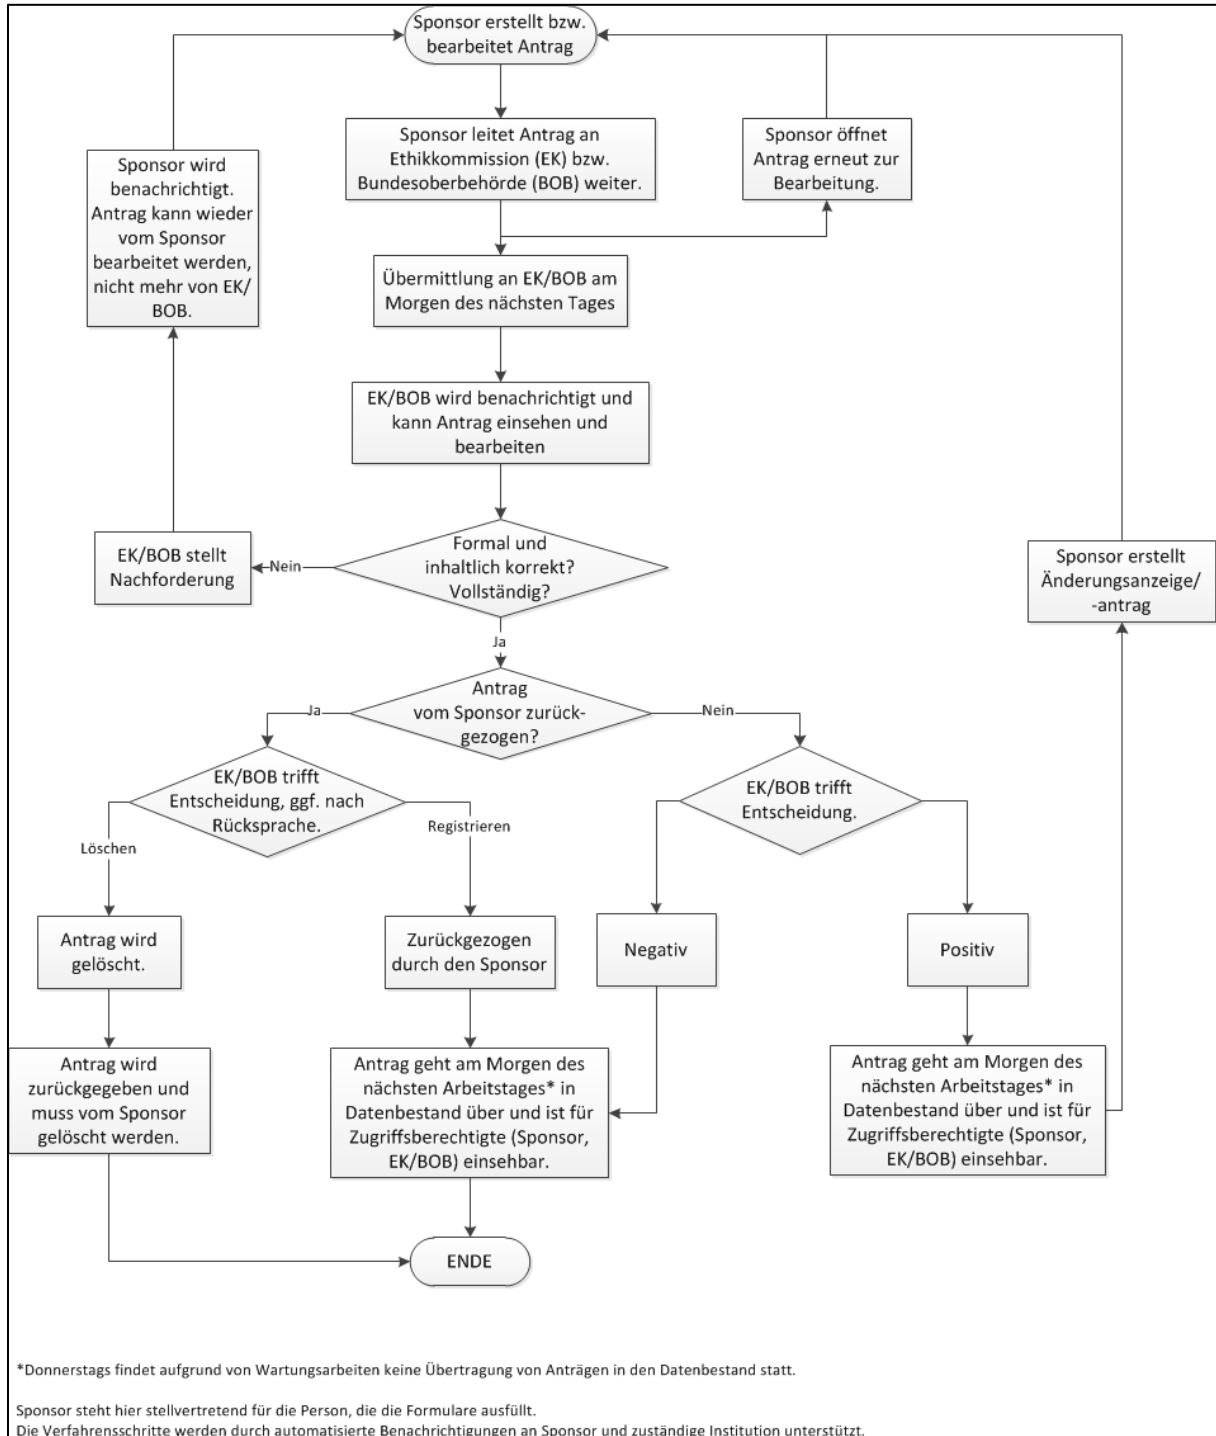 Sponsor erstellt bzw.
bearbeitet Antrag
Sponsor leitet Antrag an
Ethikkommission (EK) bzw.
Bundesoberbehörde (BOB) weiter.
Sponsor öffnet
Antrag erneut zur
Bearbeitung.
Sponsor wird
benachrichtigt.
Antrag kann wieder
vom Sponsor
bearbeitet werden,
nicht mehr von EK/
BOB.
Übermittlung an EK/BOB am
Morgen des nächsten Tages
EK/BOB wird benachrichtigt und
kann Antrag einsehen und
bearbeiten
Formal und
inhaltlich korrekt?
Vollständig?
Nein
EK/BOB stellt
Nachforderung
Sponsor erstellt
Änderungsanzeige/
-antrag
Ja
Antrag
vom Sponsor zurück-
gezogen?
Ja
Nein
EK/BOB trifft
Entscheidung, ggf. nach
Rücksprache.
EK/BOB trifft
Entscheidung.
Löschen
Registrieren
Antrag wird
gelöscht.
Zurückgezogen
durch den Sponsor
Negativ
Positiv
Antrag wird
zurückgegeben und
muss vom Sponsor
gelöscht werden.
Antrag geht am Morgen des
nächsten Arbeitstages* in
Datenbestand über und ist für
Zugriffsberechtigte (Sponsor,
EK/BOB) einsehbar.
Antrag geht am Morgen des
nächsten Arbeitstages* in
Datenbestand über und ist für
Zugriffsberechtigte (Sponsor,
EK/BOB) einsehbar.
ENDE
*Donnerstags findet aufgrund von Wartungsarbeiten keine Übertragung von Anträgen in den Datenbestand statt.
Sponsor steht hier stellvertretend für die Person, die die Formulare ausfüllt.
Die Verfahrensschritte werden durch automatisierte Benachrichtigungen an Sponsor und zuständige Institution unterstützt.